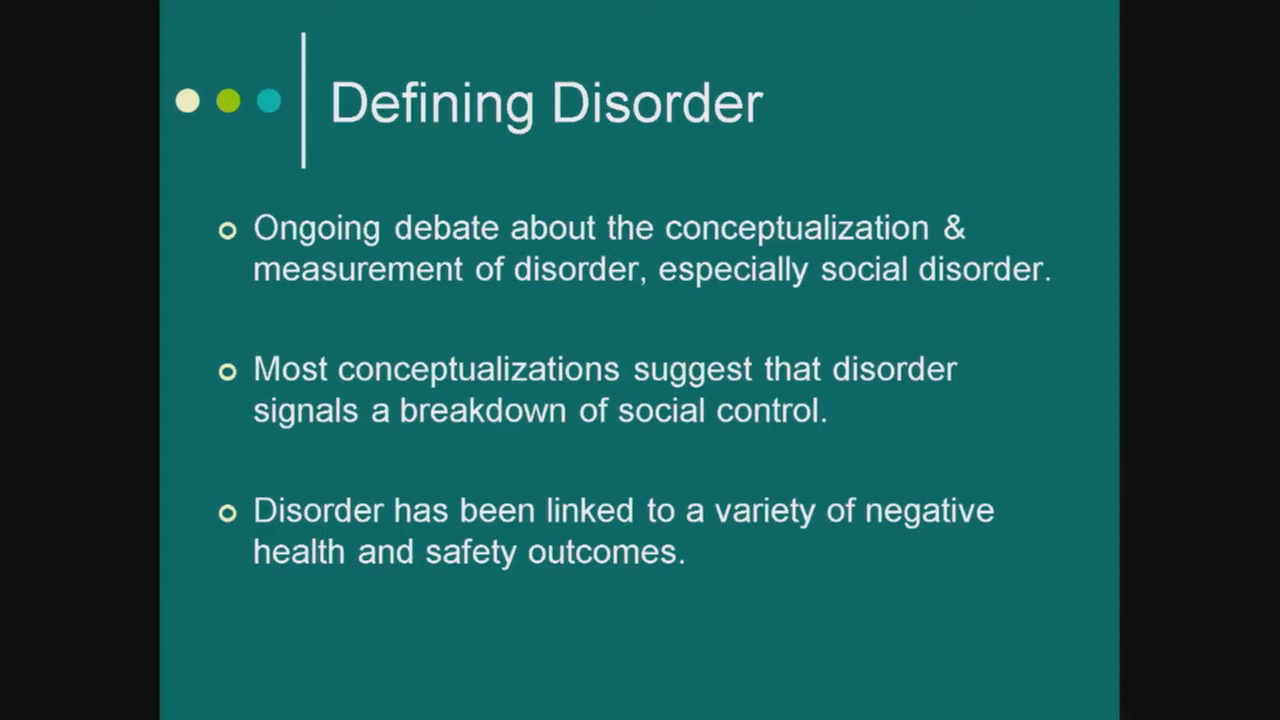 Defining Disorder
Ongoing debate about the conceptualization &
measurement of disorder, especially social disorder.
Most conceptualizations suggest that disorder
signals a breakdown of social control.
Disorder has been linked to a variety of negative
health and safety outcomes.